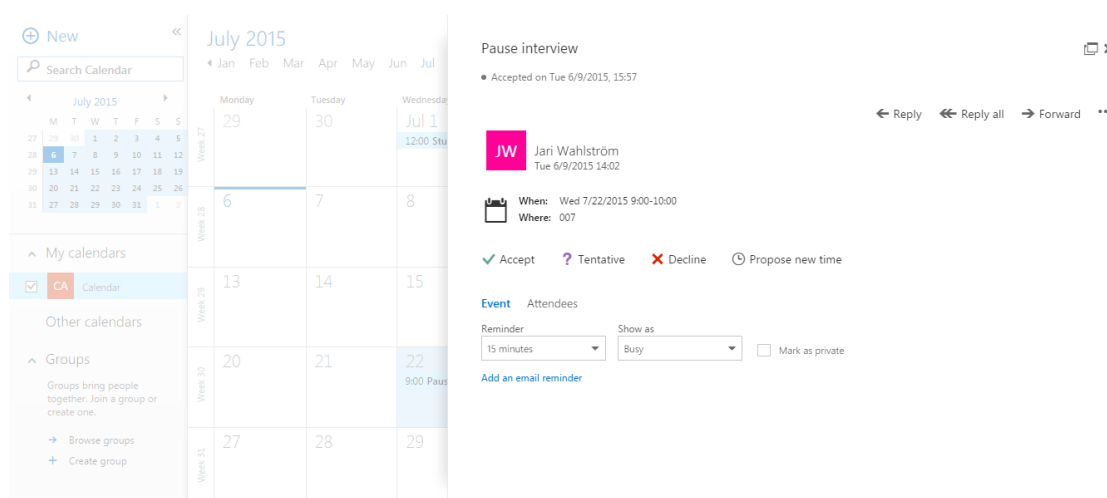 New
«
Search Calendar
July 2015
M T W T F S S
27 29 30 1 2 3 4 5
28 6 7 8 9 10 11 12
29 13 14 15 16 17 18 19
30 20 21 22 23 24 25 26
31 27 28 29 30 31 1 2
My calendars
CA Calendar
Other calendars
Groups
Groups bring people
together. Join a group or
create one.
Browse groups
+ Create group
July 2015
Jan Feb Mar Apr May Jun Jul
Monday Tuesday Wednesday
Week 27
29 30 Jul 1
12:00 Stu
Week 28
6 7 8
Week 29
13 14 15
Week 30
20 21 22
9:00 Paus
Week 31
27 28 29
Pause interview
Accepted on Tue 6/9/2015, 15:57
Reply Reply all Forward ...
JW Jari Wahlström
Tue 6/9/2015 14:02
When: Wed 7/22/2015 9:00-10:00
Where: 007
Accept ? Tentative Decline Propose new time
Event Attendees
Reminder Show as
15 minutes Busy Mark as private
Add an email reminder